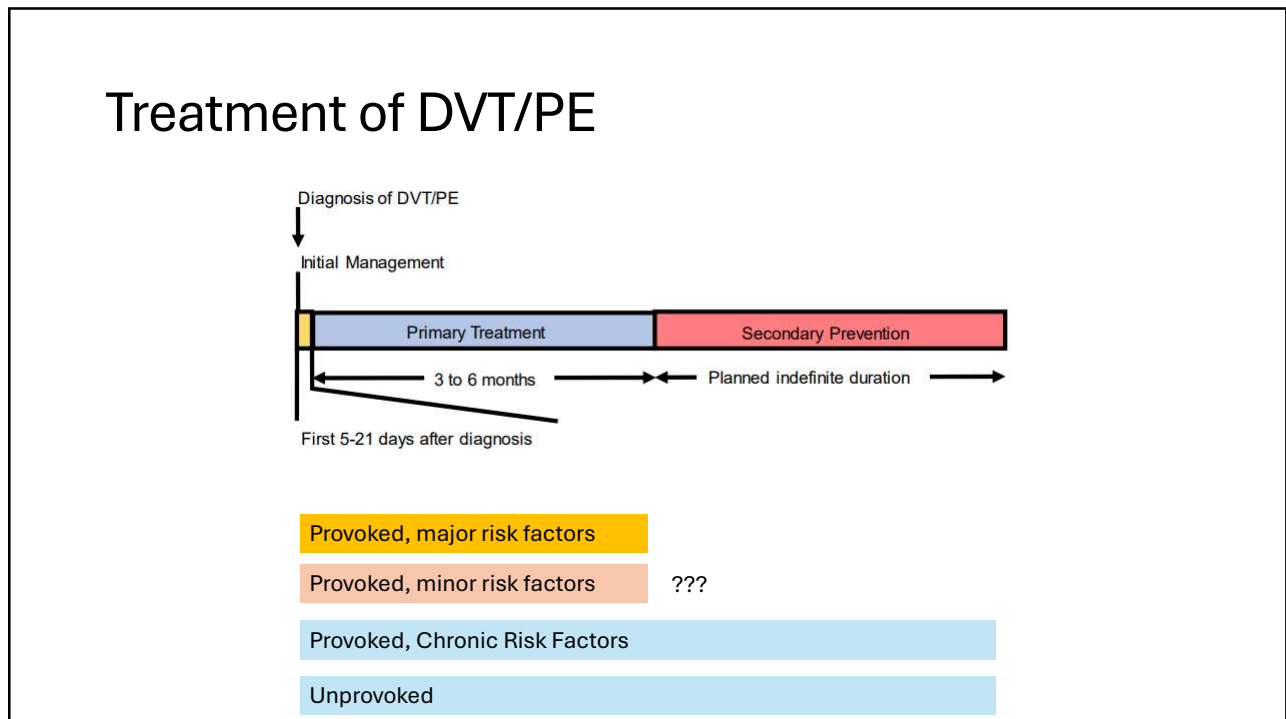 Treatment of DVT/PE
Diagnosis of DVT/PE
Initial Management
Primary Treatment
Secondary Prevention
3 to 6 months
Planned indefinite duration
First 5-21 days after diagnosis
Provoked, major risk factors
Provoked, minor risk factors
???
Provoked, Chronic Risk Factors
Unprovoked